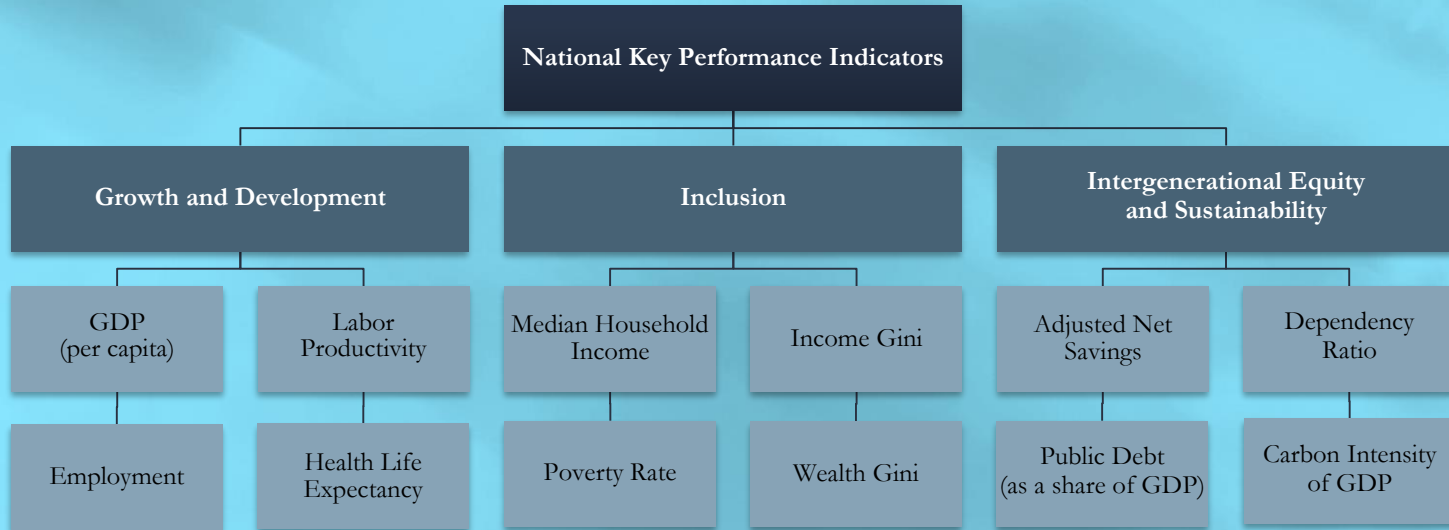 National Key Performance Indicators
Growth and Development
Inclusion
Intergenerational Equity
and Sustainability
GDP
(per capita)
Labor
Productivity
Median Household
Income
Income Gini
Adjusted Net
Savings
Dependency
Ratio
Employment
Health Life
Expectancy
Poverty Rate
Wealth Gini
Public Debt
(as a share of GDP)
Carbon Intensity
of GDP